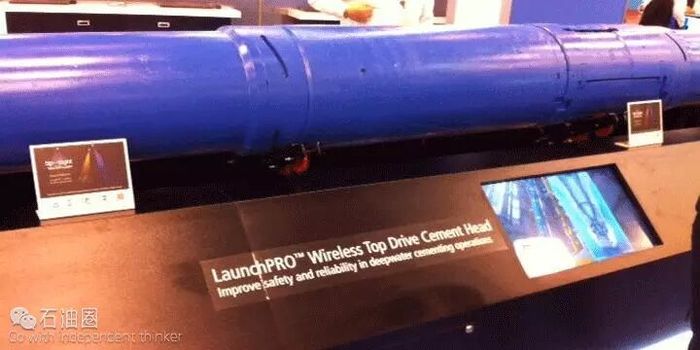 spotlight
LaunchPRO™ Wireless Top Drive Cement Head
Improve safety and reliability in deepwater cementing operations
石油圈
Go with independent thinker